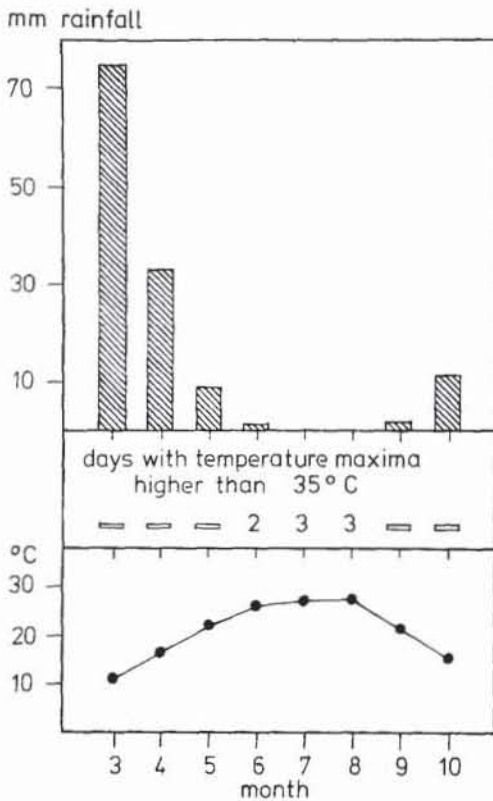 mm rainfall
70
50
30
10
days with temperature maxima
higher than 35°C
2 3 3
°C
30
20
10
3 4 5 6 7 8 9 10
month